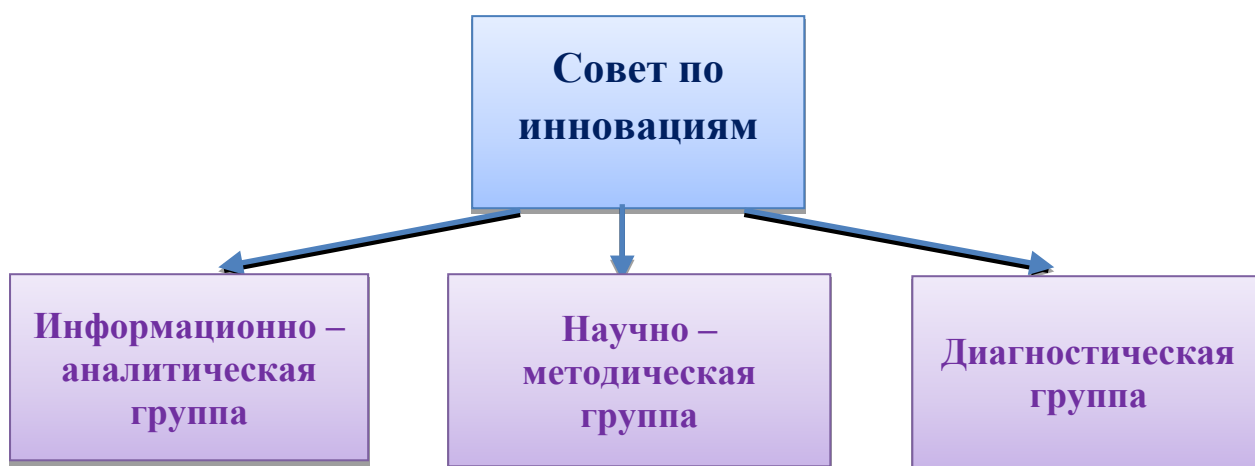 Совет по
инновациям
Информационно –
аналитическая
группа
Научно –
методическая
группа
Диагностическая
группа